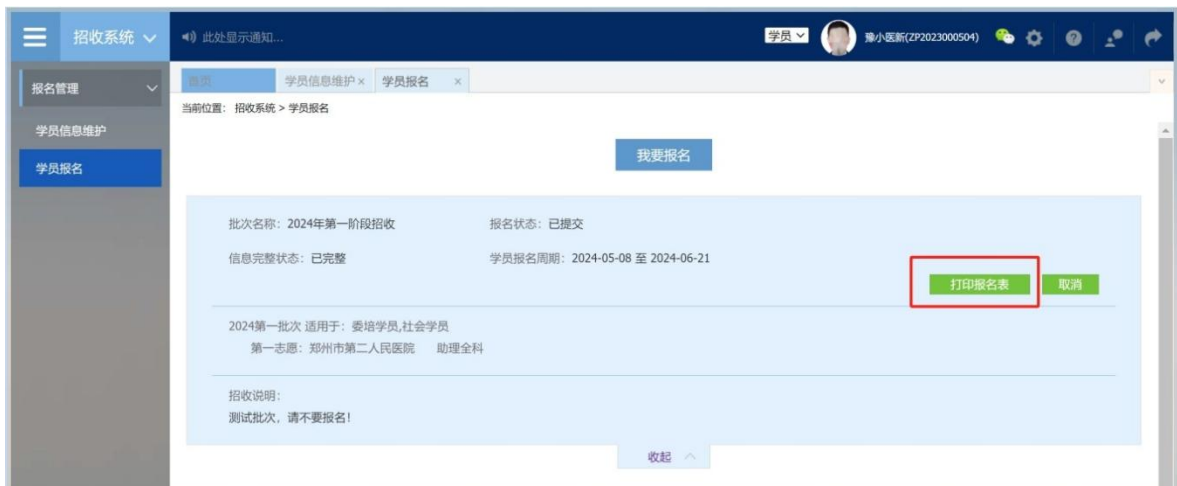 招收系统
此处显示通知...
学员
豫小医新(ZP2023000504)
报名管理
首页
学员信息维护×
学员报名 ×
当前位置: 招收系统 > 学员报名
学员信息维护
学员报名
我要报名
批次名称: 2024年第一阶段招收
报名状态: 已提交
信息完整状态: 已完整
学员报名周期: 2024-05-08 至 2024-06-21
打印报名表
取消
2024第一批次 适用于: 委培学员,社会学员
第一志愿: 郑州市第二人民医院 助理全科
招收说明:
测试批次，请不要报名!
收起